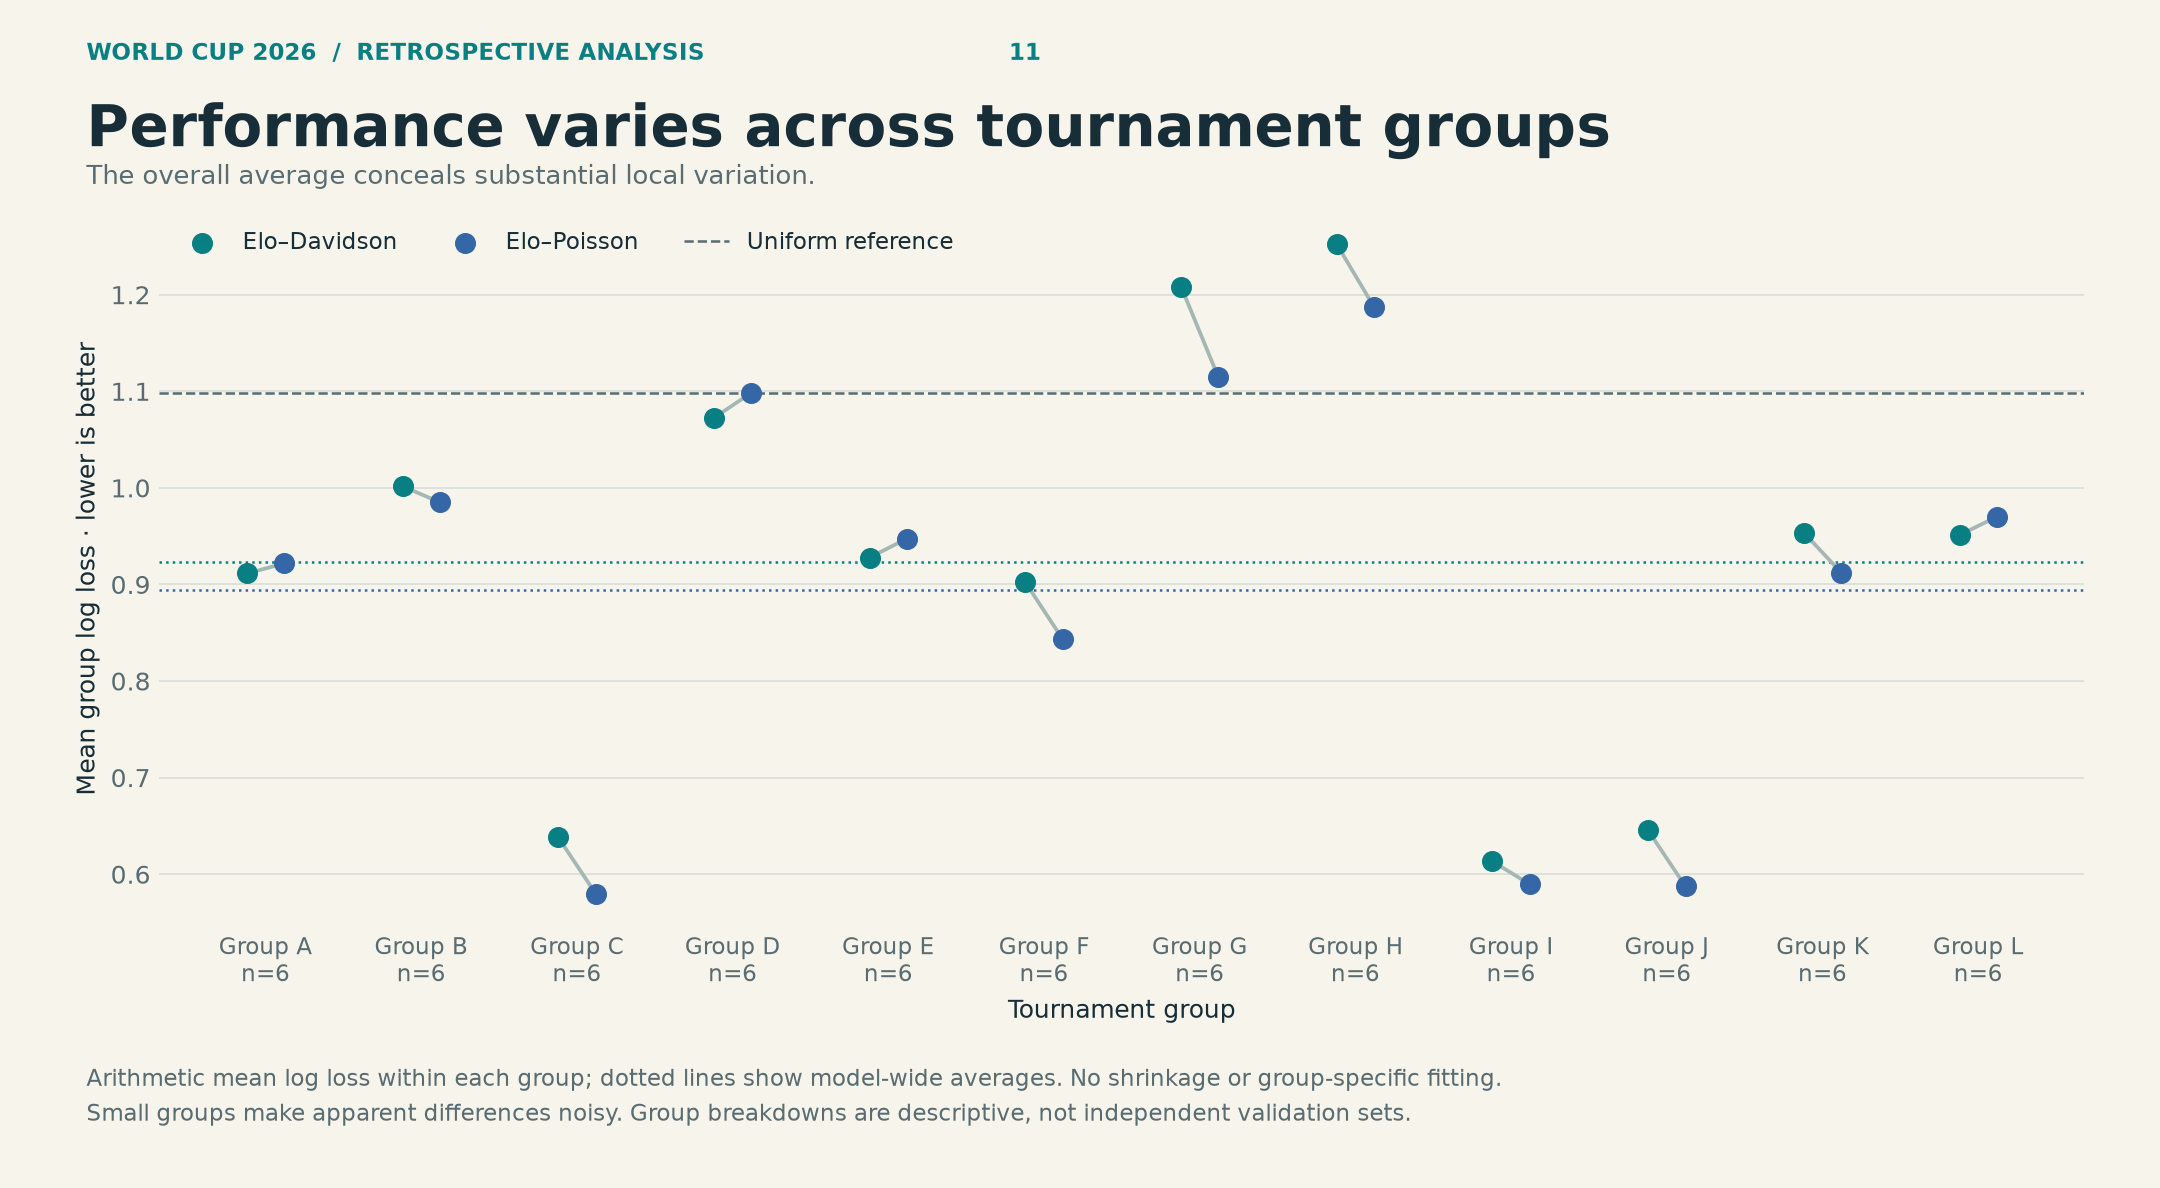 WORLD CUP 2026 / RETROSPECTIVE ANALYSIS 11
Performance varies across tournament groups
The overall average conceals substantial local variation.
Elo–Davidson Elo–Poisson Uniform reference
Mean group log loss · lower is better
1.2
1.1
1.0
0.9
0.8
0.7
0.6
Group A Group B Group C Group D Group E Group F Group G Group H Group I Group J Group K Group L
n=6 n=6 n=6 n=6 n=6 n=6 n=6 n=6 n=6 n=6 n=6 n=6
Tournament group
Arithmetic mean log loss within each group; dotted lines show model-wide averages. No shrinkage or group-specific fitting.
Small groups make apparent differences noisy. Group breakdowns are descriptive, not independent validation sets.